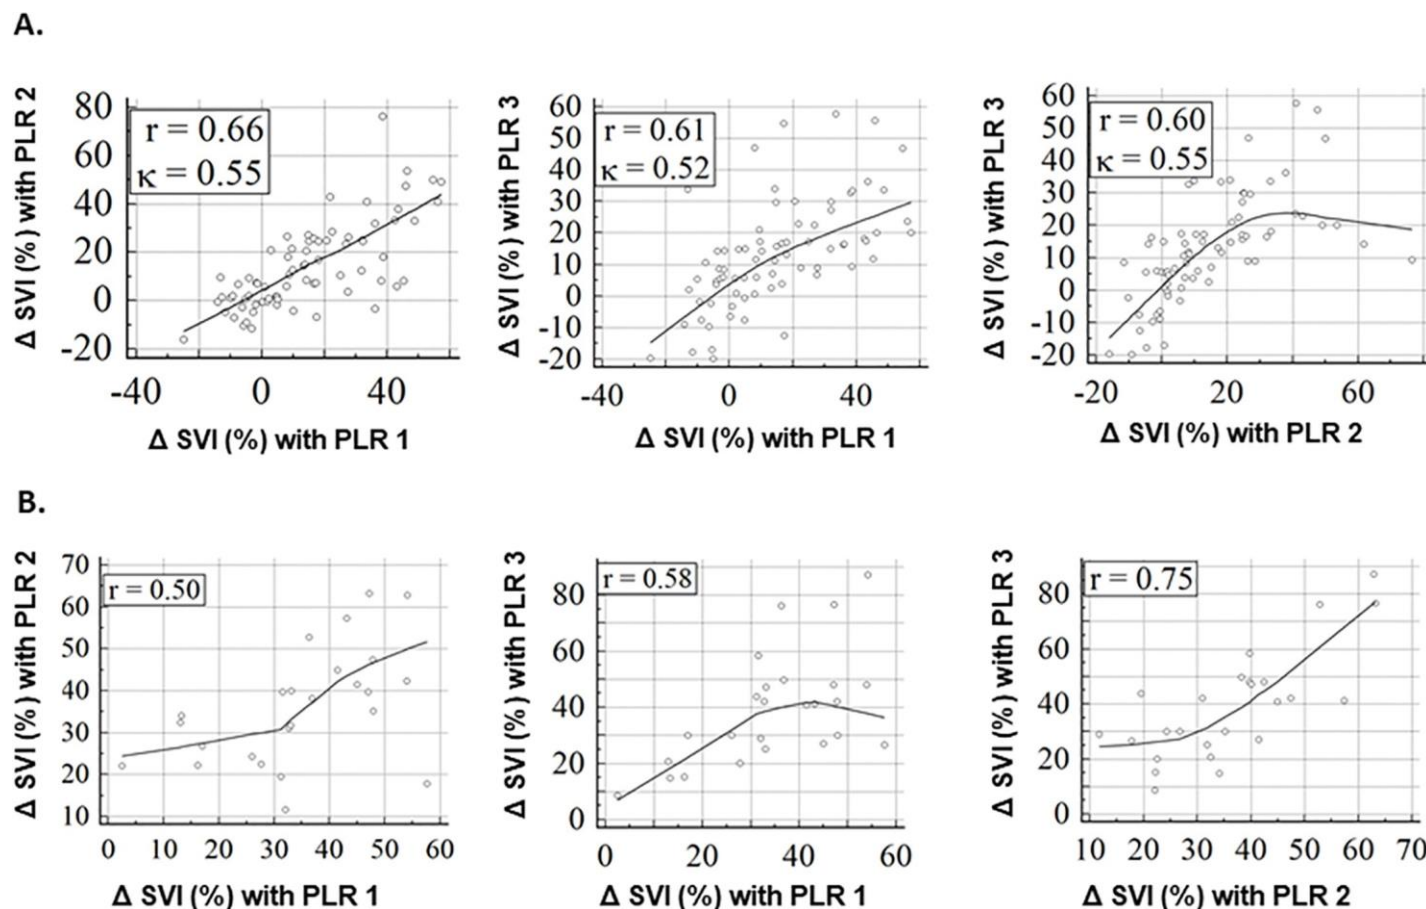 A.
Δ SVI (%) with PLR 2
80
60
40
20
0
-20
r = 0.66
κ = 0.55
-40
0
40
Δ SVI (%) with PLR 1
Δ SVI (%) with PLR 3
60
50
40
30
20
10
0
-10
-20
r = 0.61
κ = 0.52
-40
0
40
Δ SVI (%) with PLR 1
Δ SVI (%) with PLR 3
60
50
40
30
20
10
0
-10
-20
r = 0.60
κ = 0.55
-20
20
60
Δ SVI (%) with PLR 2
B.
Δ SVI (%) with PLR 2
70
60
50
40
30
20
10
r = 0.50
0
10
20
30
40
50
60
Δ SVI (%) with PLR 1
Δ SVI (%) with PLR 3
80
60
40
20
0
r = 0.58
0
20
40
60
Δ SVI (%) with PLR 1
Δ SVI (%) with PLR 3
80
60
40
20
0
r = 0.75
10
20
30
40
50
60
70
Δ SVI (%) with PLR 2